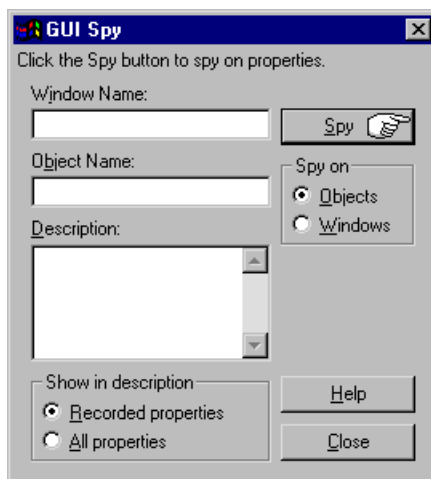 GUI Spy
Click the Spy button to spy on properties.
Window Name:
Spy
Object Name:
Spy on
Objects
Windows
Description:
Show in description
Recorded properties
All properties
Help
Close